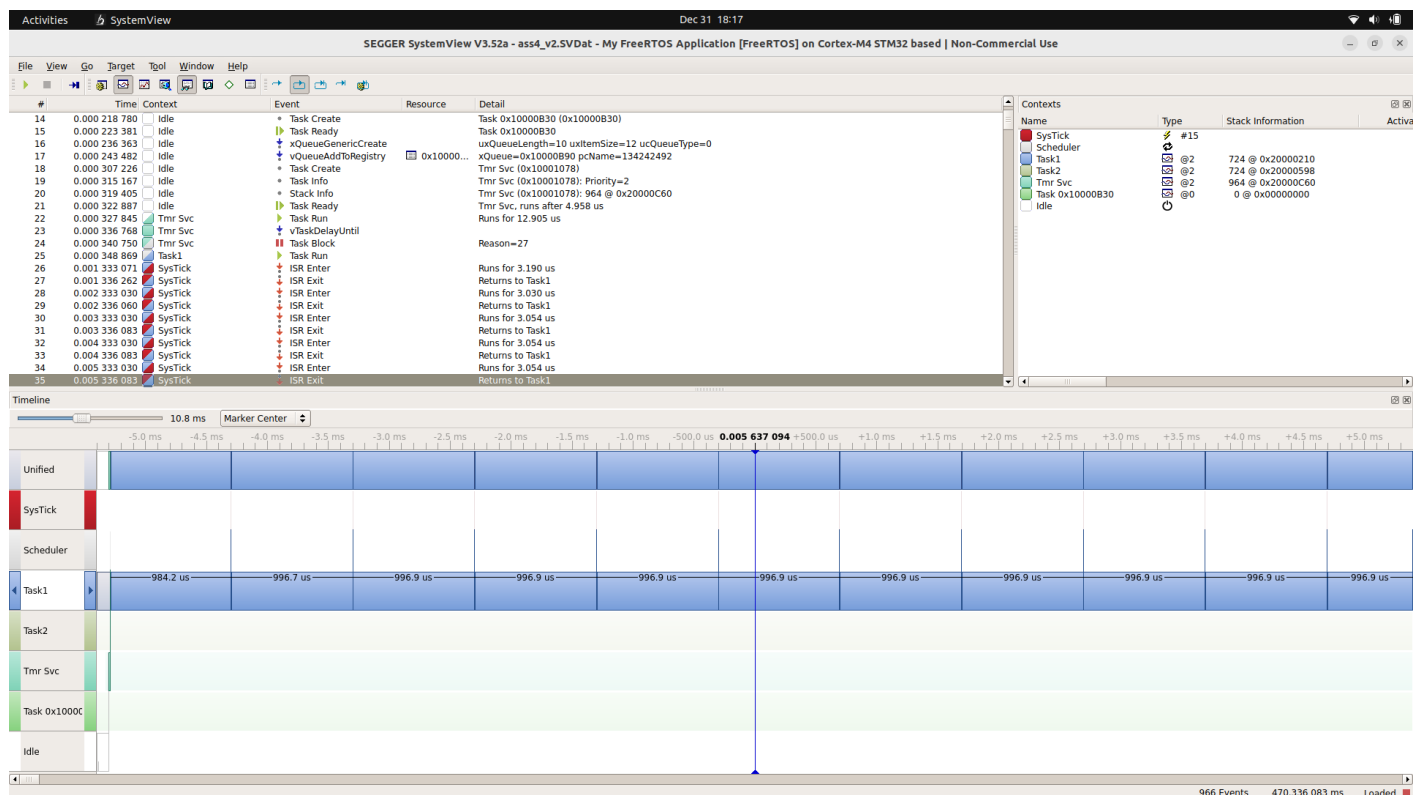 Activities SystemView Dec 31 18:17
SEGGER SystemView V3.52a - ass4_v2.SVDat - My FreeRTOS Application [FreeRTOS] on Cortex-M4 STM32 based | Non-Commercial Use
File View Go Target Tool Window Help
# Time Context Event Resource Detail
14 0.000 218 780 Idle Task Create Task 0x10000B30 (0x10000B30)
15 0.000 223 381 Idle Task Ready Task 0x10000B30
16 0.000 236 363 Idle xQueueGenericCreate uxQueueLength=10 uxItemSize=12 ucQueueType=0
17 0.000 243 482 Idle vQueueAddToRegistry 0x10000... xQueue=0x10000B90 pcName=134242492
18 0.000 307 226 Idle Task Create Tmr Svc (0x10001078)
19 0.000 315 167 Idle Task Info Tmr Svc (0x10001078): Priority=2
20 0.000 319 405 Idle Stack Info Tmr Svc (0x10001078): 964 @ 0x20000C60
21 0.000 322 887 Idle Task Ready Tmr Svc, runs after 4.958 us
22 0.000 327 845 Tmr Svc Task Run Runs for 12.905 us
23 0.000 336 768 Tmr Svc vTaskDelayUntil
24 0.000 340 750 Tmr Svc Task Block Reason=27
25 0.000 348 869 Task1 Task Run
26 0.001 333 071 SysTick ISR Enter Runs for 3.190 us
27 0.001 336 262 SysTick ISR Exit Returns to Task1
28 0.002 333 030 SysTick ISR Enter Runs for 3.030 us
29 0.002 336 060 SysTick ISR Exit Returns to Task1
30 0.003 333 030 SysTick ISR Enter Runs for 3.054 us
31 0.003 336 083 SysTick ISR Exit Returns to Task1
32 0.004 333 030 SysTick ISR Enter Runs for 3.054 us
33 0.004 336 083 SysTick ISR Exit Returns to Task1
34 0.005 333 030 SysTick ISR Enter Runs for 3.054 us
35 0.005 336 083 SysTick ISR Exit Returns to Task1
Contexts
Name Type Stack Information Activa
SysTick #15
Scheduler
Task1 @2 724 @ 0x20000210
Task2 @2 724 @ 0x20000598
Tmr Svc @2 964 @ 0x20000C60
Task 0x10000B30 @0 0 @ 0x00000000
Idle
Timeline
10.8 ms Marker Center
-5.0 ms -4.5 ms -4.0 ms -3.5 ms -3.0 ms -2.5 ms -2.0 ms -1.5 ms -1.0 ms -500.0 us 0.005 637 094 +500.0 us +1.0 ms +1.5 ms +2.0 ms +2.5 ms +3.0 ms +3.5 ms +4.0 ms +4.5 ms +5.0 ms
Unified
SysTick
Scheduler
Task1 984.2 us 996.7 us 996.9 us 996.9 us 996.9 us 996.9 us 996.9 us 996.9 us 996.9 us 996.9 us 996.9 us
Task2
Tmr Svc
Task 0x10000
Idle
966 Events 470.336 083 ms Loaded